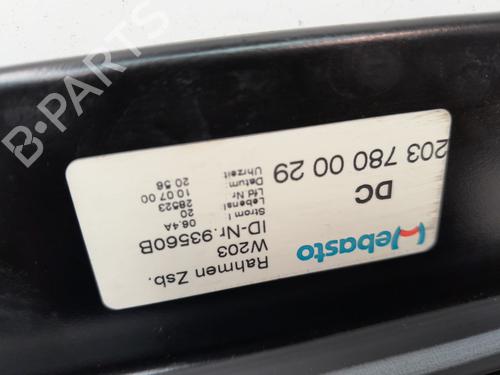 Webasto
DC
203 780 00 29
Rahmen Zsb.
W203
ID-Nr.93560B
Strom I 06.4A
Lebensl 20
Lfd Nr 28523
Datum: 10.07.00
Uhrzeit 20 56
B-PARTS